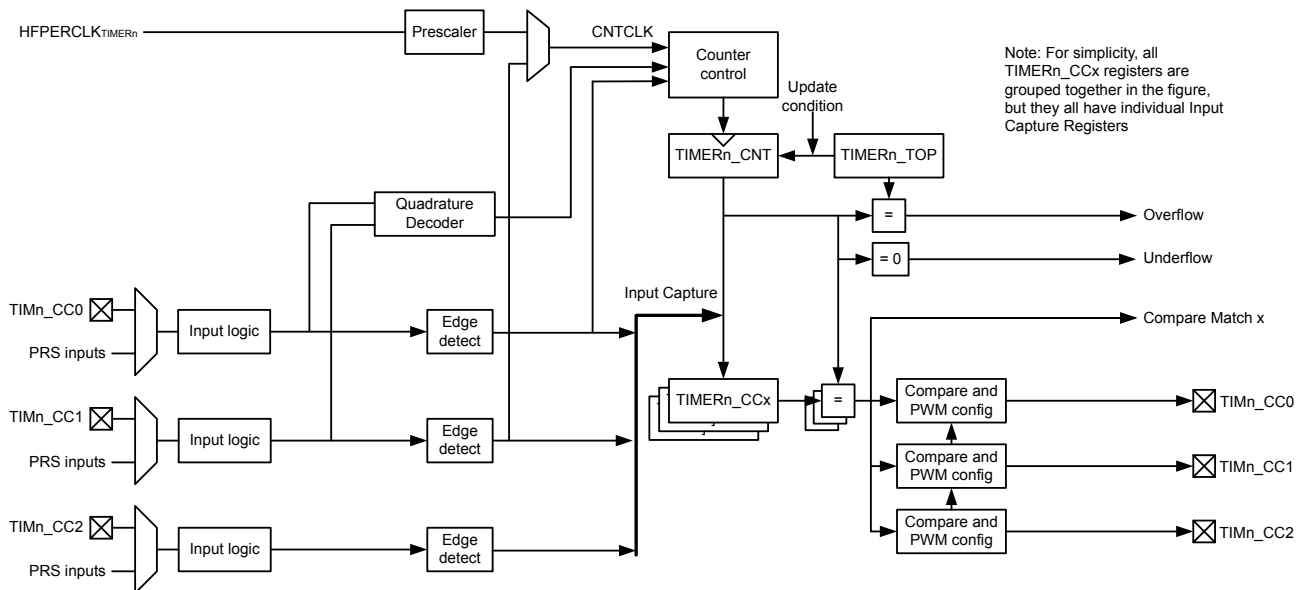 HFPERCLKTIMERn
Prescaler
CNTCLK
Counter
control
Note: For simplicity, all
TIMERn_CCx registers are
grouped together in the figure,
but they all have individual Input
Capture Registers
Update
condition
TIMERn_CNT
TIMERn_TOP
Quadrature
Decoder
=
Overflow
= 0
Underflow
TIMn_CC0
PRS inputs
Input logic
Edge
detect
Input Capture
Compare Match x
TIMERn_CCx
=
Compare and
PWM config
TIMn_CC0
TIMn_CC1
PRS inputs
Input logic
Edge
detect
Compare and
PWM config
TIMn_CC1
TIMn_CC2
PRS inputs
Input logic
Edge
detect
Compare and
PWM config
TIMn_CC2